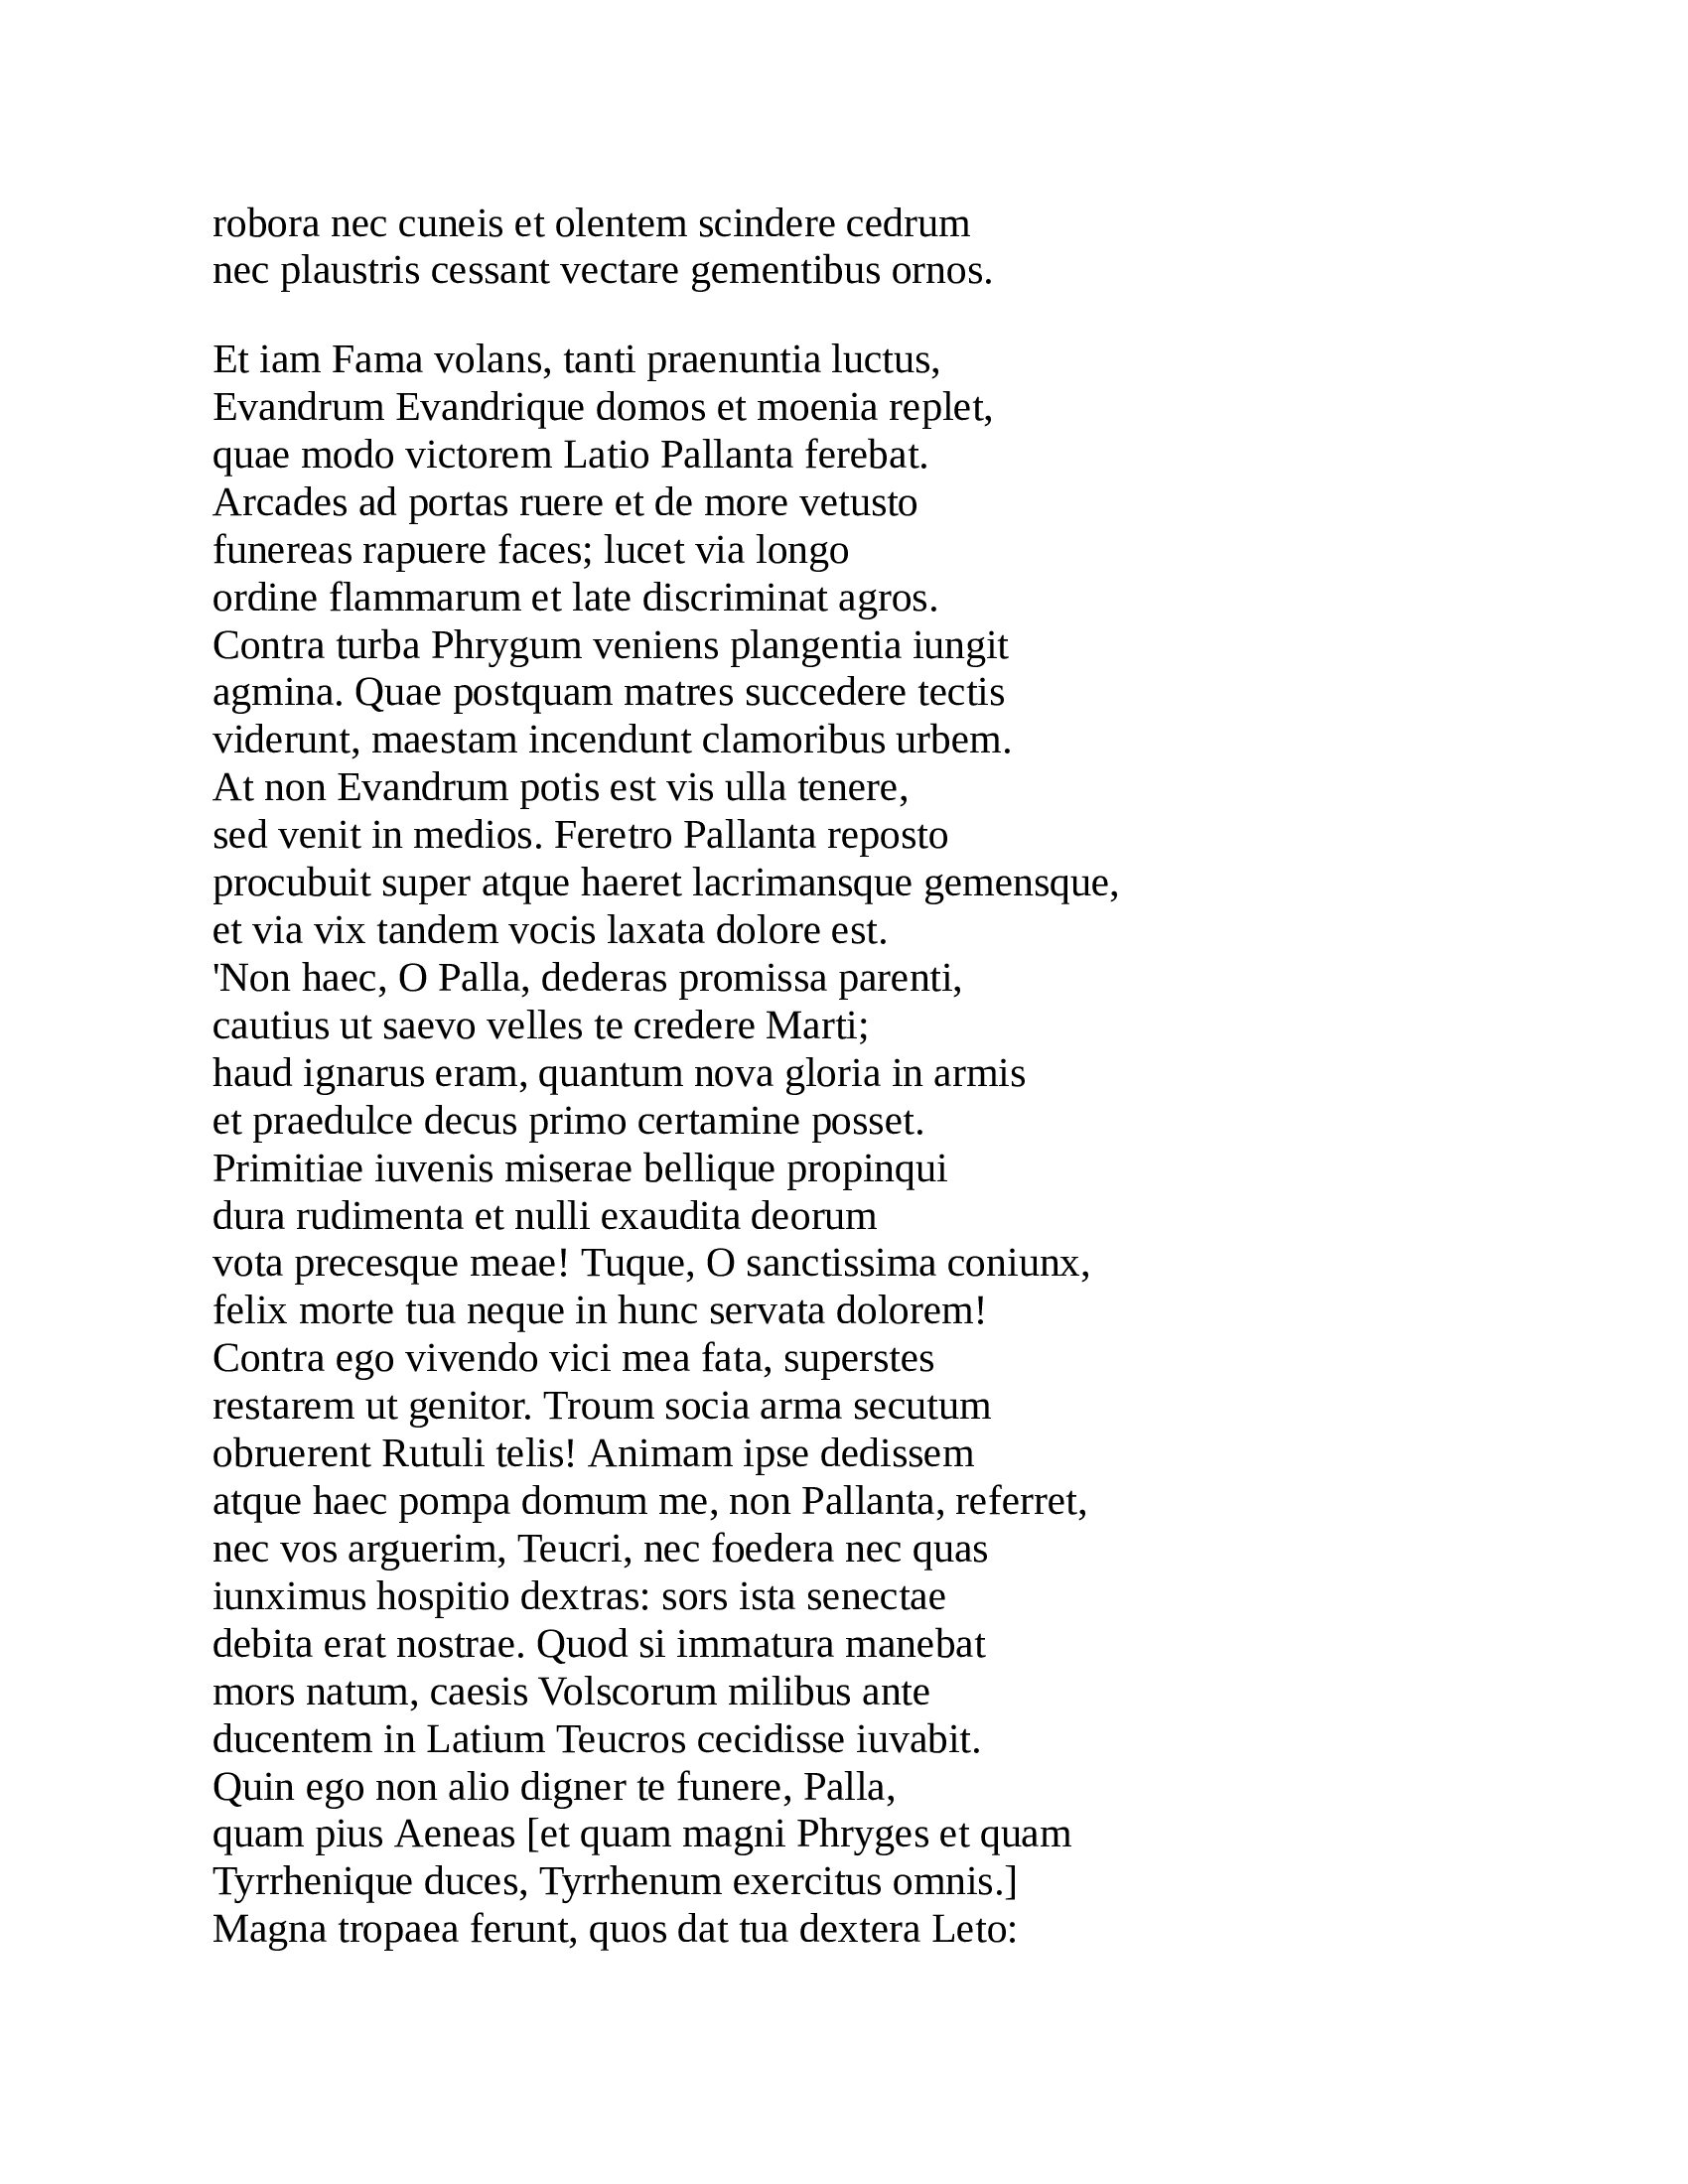 robora nec cuneis et olentem scindere cedrum
nec plaustris cessant vectare gementibus ornos.
Et iam Fama volans, tanti praenuntia luctus,
Evandrum Evandrique domos et moenia replet,
quae modo victorem Latio Pallanta ferebat.
Arcades ad portas ruere et de more vetusto
funereas rapuere faces; lucet via longo
ordine flammarum et late discriminat agros.
Contra turba Phrygum veniens plangentia iungit
agmina. Quae postquam matres succedere tectis
viderunt, maestam incendunt clamoribus urbem.
At non Evandrum potis est vis ulla tenere,
sed venit in medios. Feretro Pallanta reposto
procubuit super atque haeret lacrimansque gemensque,
et via vix tandem vocis laxata dolore est.
'Non haec, O Palla, dederas promissa parenti,
cautius ut saevo velles te credere Marti;
haud ignarus eram, quantum nova gloria in armis
et praedulce decus primo certamine posset.
Primitiae iuvenis miserae bellique propinqui
dura rudimenta et nulli exaudita deorum
vota precesque meae! Tuque, O sanctissima coniunx,
felix morte tua neque in hunc servata dolorem!
Contra ego vivendo vici mea fata, superstes
restarem ut genitor. Troum socia arma secutum
obruerent Rutuli telis! Animam ipse dedissem
atque haec pompa domum me, non Pallanta, referret,
nec vos arguerim, Teucri, nec foedera nec quas
iunximus hospitio dextras: sors ista senectae
debita erat nostrae. Quod si immatura manebat
mors natum, caesis Volscorum milibus ante
ducentem in Latium Teucros cecidisse iuvabit.
Quin ego non alio digner te funere, Palla,
quam pius Aeneas [et quam magni Phryges et quam
Tyrrhenique duces, Tyrrhenum exercitus omnis.]
Magna tropaea ferunt, quos dat tua dextera Leto: